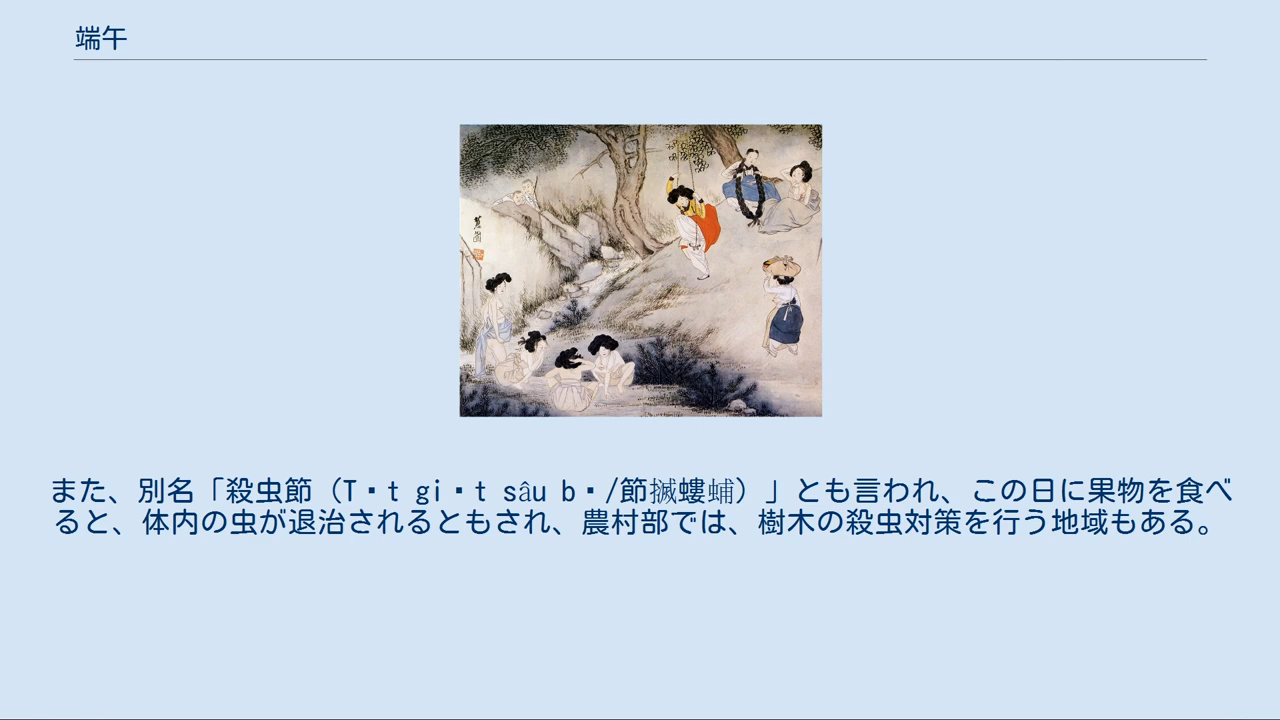 端午
また、別名「殺虫節（T▪t gi▪t sâu b▪/節搣螻蜅）」とも言われ、この日に果物を食べ
ると、体内の虫が退治されるともされ、農村部では、樹木の殺虫対策を行う地域もある。